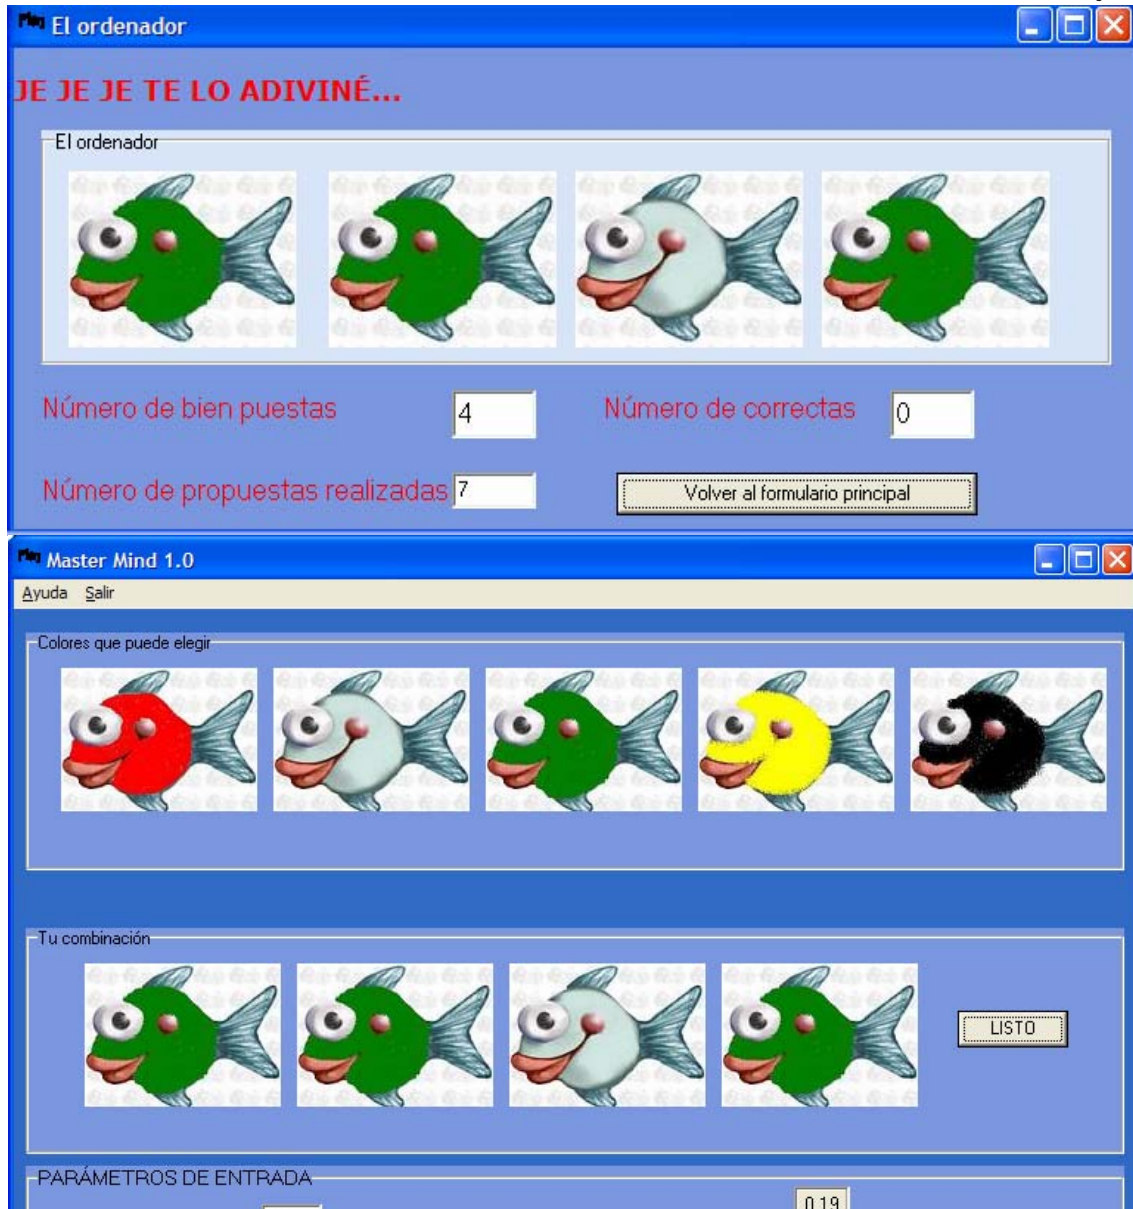 El ordenador
JE JE JE TE LO ADIVINÉ...
El ordenador
Número de bien puestas 4 Número de correctas 0
Número de propuestas realizadas 7 Volver al formulario principal
Master Mind 1.0
Ayuda Salir
Colores que puede elegir
Tu combinación
LISTO
PARÁMETROS DE ENTRADA
0.19